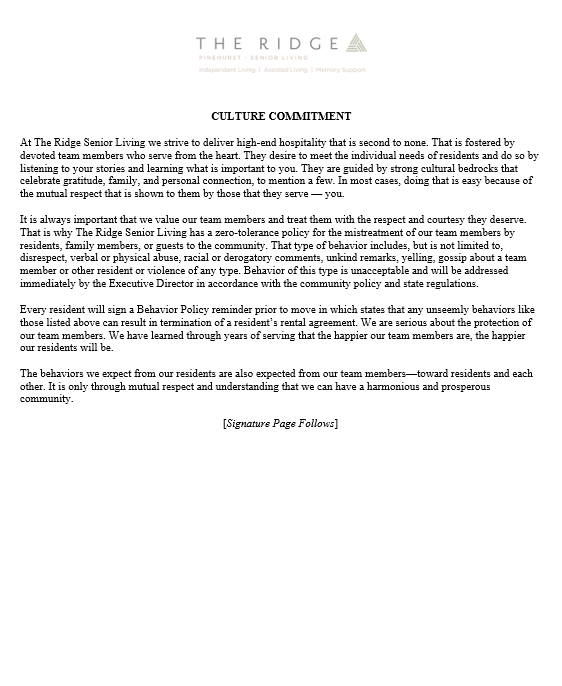 THE RIDGE
PINEHURST - SENIOR LIVING
Independent Living | Assisted Living | Memory Support
CULTURE COMMITMENT
At The Ridge Senior Living we strive to deliver high-end hospitality that is second to none. That is fostered by
devoted team members who serve from the heart. They desire to meet the individual needs of residents and do so by
listening to your stories and learning what is important to you. They are guided by strong cultural bedrocks that
celebrate gratitude, family, and personal connection, to mention a few. In most cases, doing that is easy because of
the mutual respect that is shown to them by those that they serve — you.
It is always important that we value our team members and treat them with the respect and courtesy they deserve.
That is why The Ridge Senior Living has a zero-tolerance policy for the mistreatment of our team members by
residents, family members, or guests to the community. That type of behavior includes, but is not limited to,
disrespect, verbal or physical abuse, racial or derogatory comments, unkind remarks, yelling, gossip about a team
member or other resident or violence of any type. Behavior of this type is unacceptable and will be addressed
immediately by the Executive Director in accordance with the community policy and state regulations.
Every resident will sign a Behavior Policy reminder prior to move in which states that any unseemly behaviors like
those listed above can result in termination of a resident's rental agreement. We are serious about the protection of
our team members. We have learned through years of serving that the happier our team members are, the happier
our residents will be.
The behaviors we expect from our residents are also expected from our team members—toward residents and each
other. It is only through mutual respect and understanding that we can have a harmonious and prosperous
community.
[Signature Page Follows]